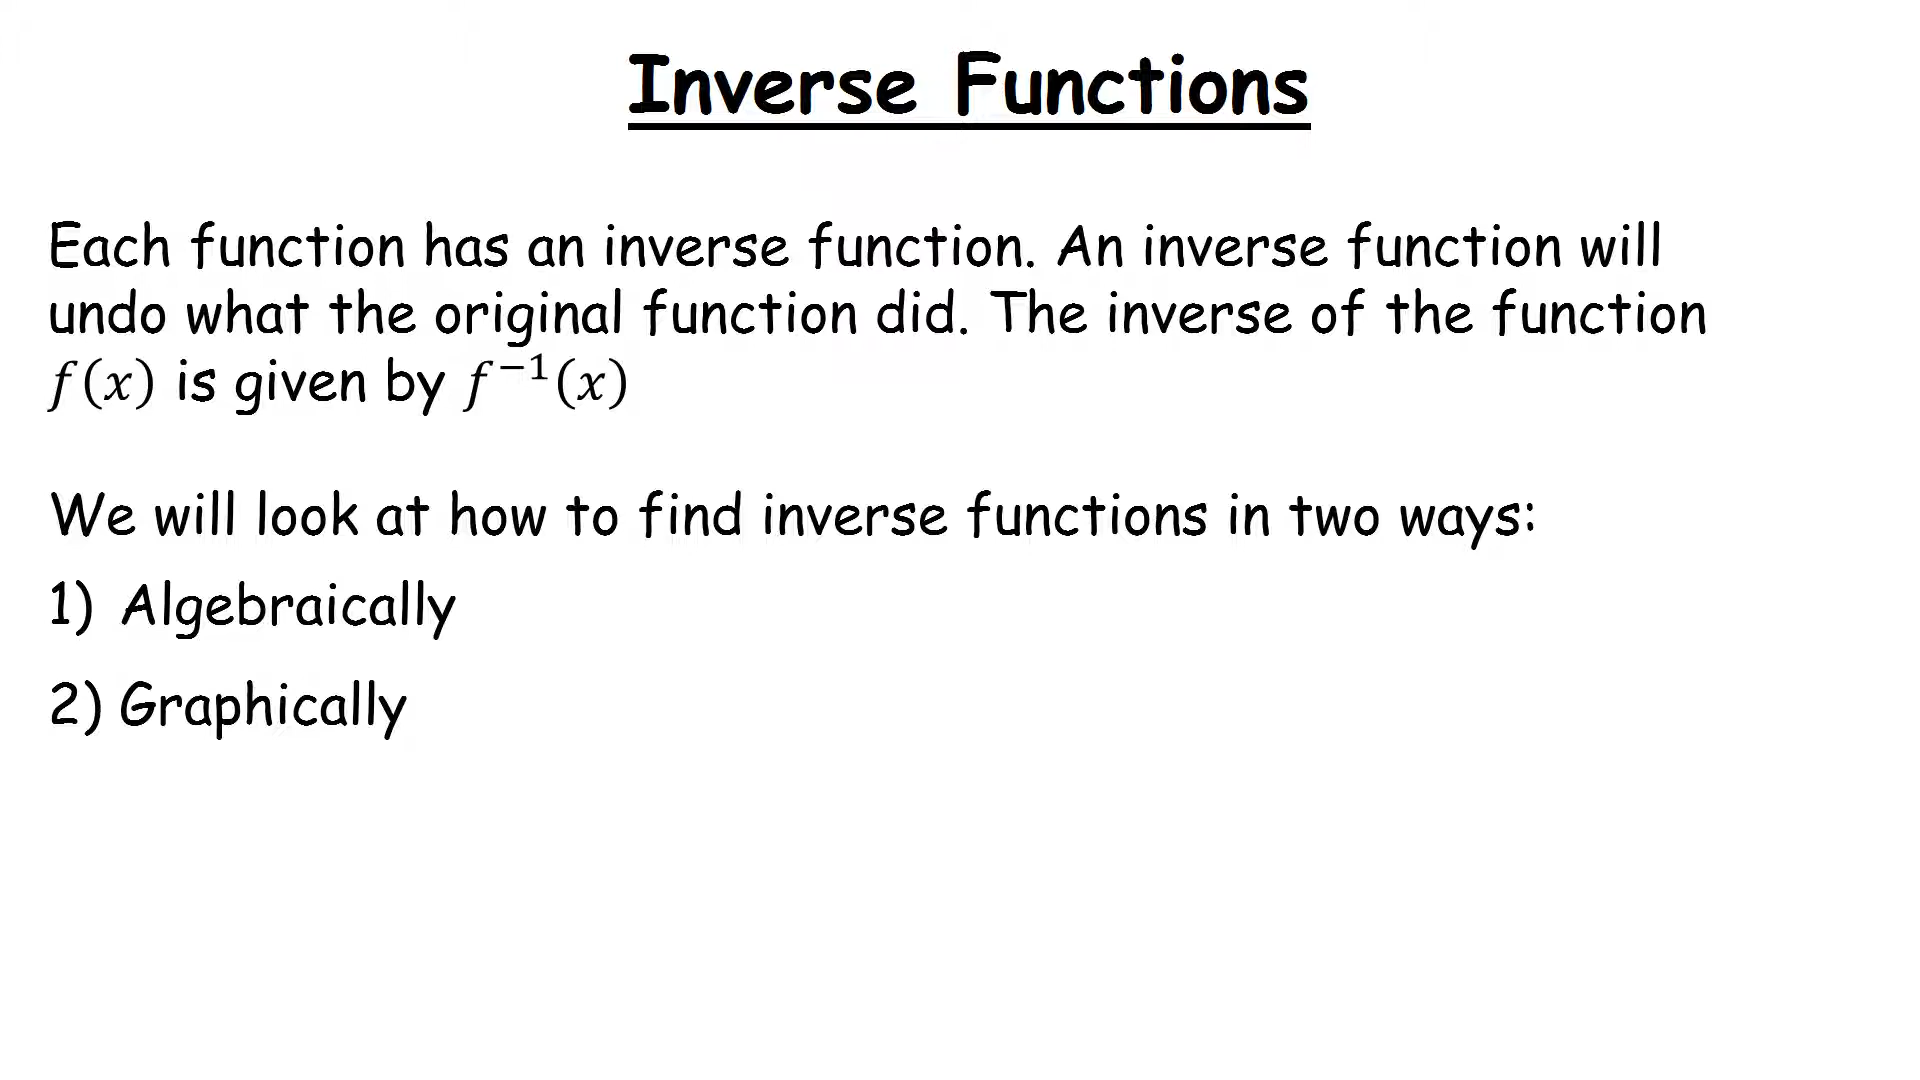 Inverse Functions
Each function has an inverse function. An inverse function will
undo what the original function did. The inverse of the function
f(x) is given by f⁻¹(x)
We will look at how to find inverse functions in two ways:
1) Algebraically
2) Graphically